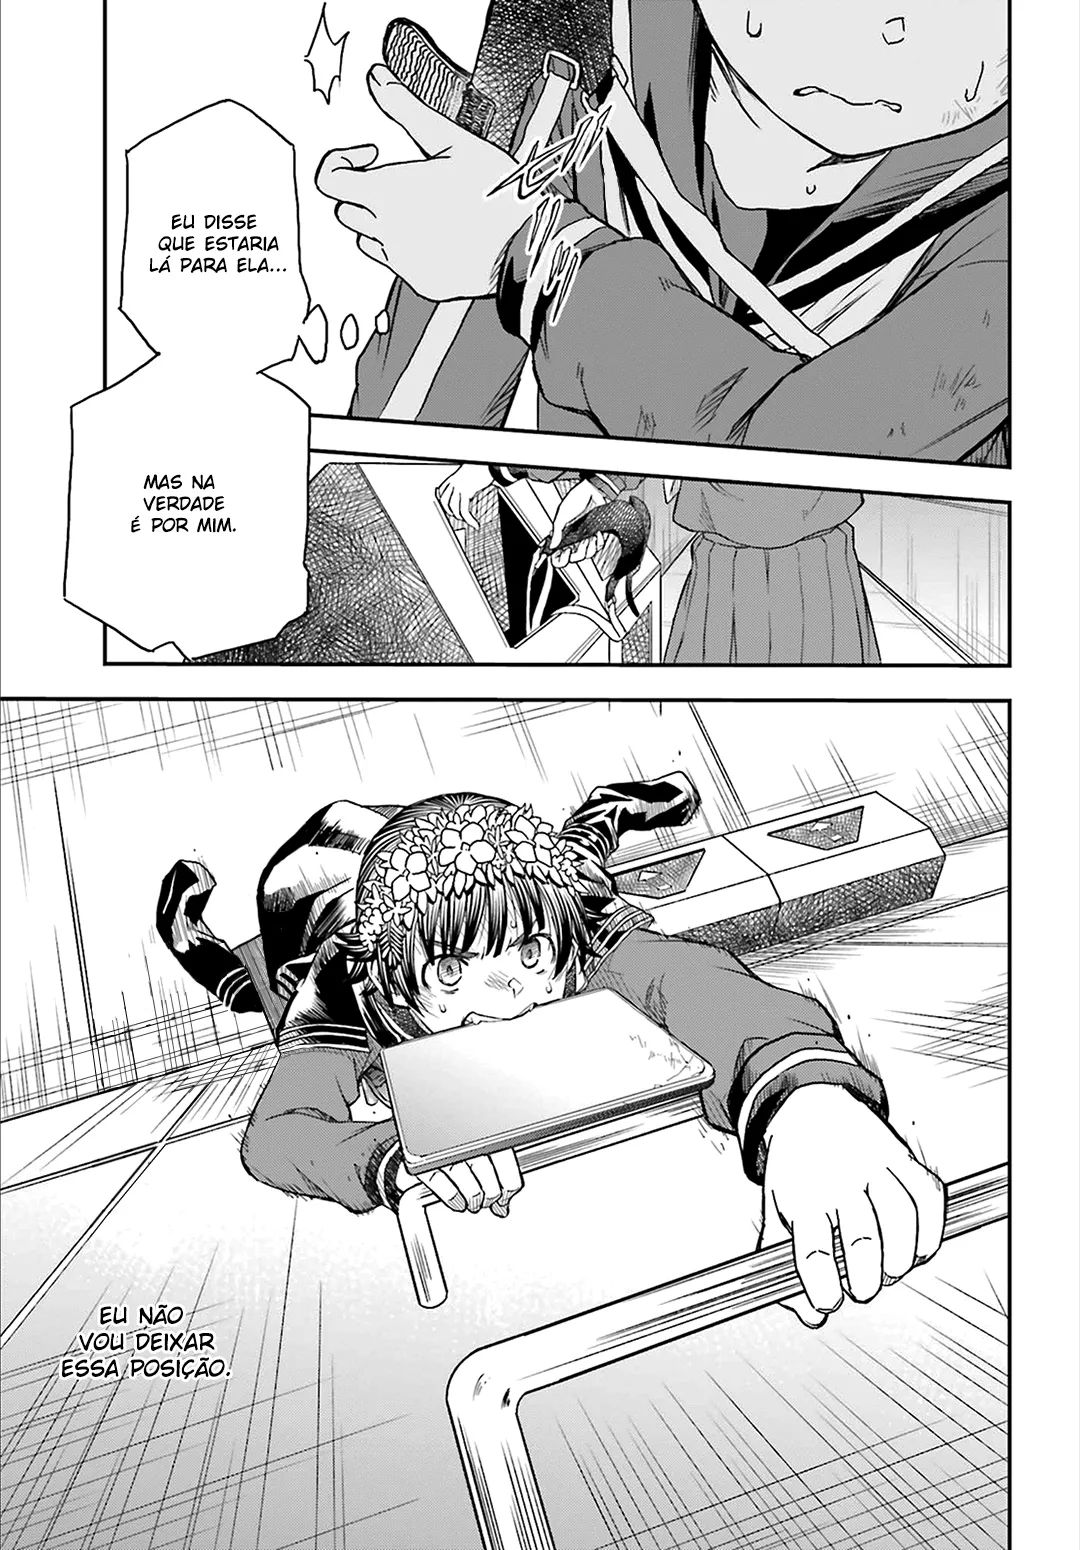 EU DISSE
QUE ESTARIA
LÁ PARA ELA...
MAS NA
VERDADE
É POR MIM.
EU NÃO
VOU DEIXAR
ESSA POSIÇÃO.